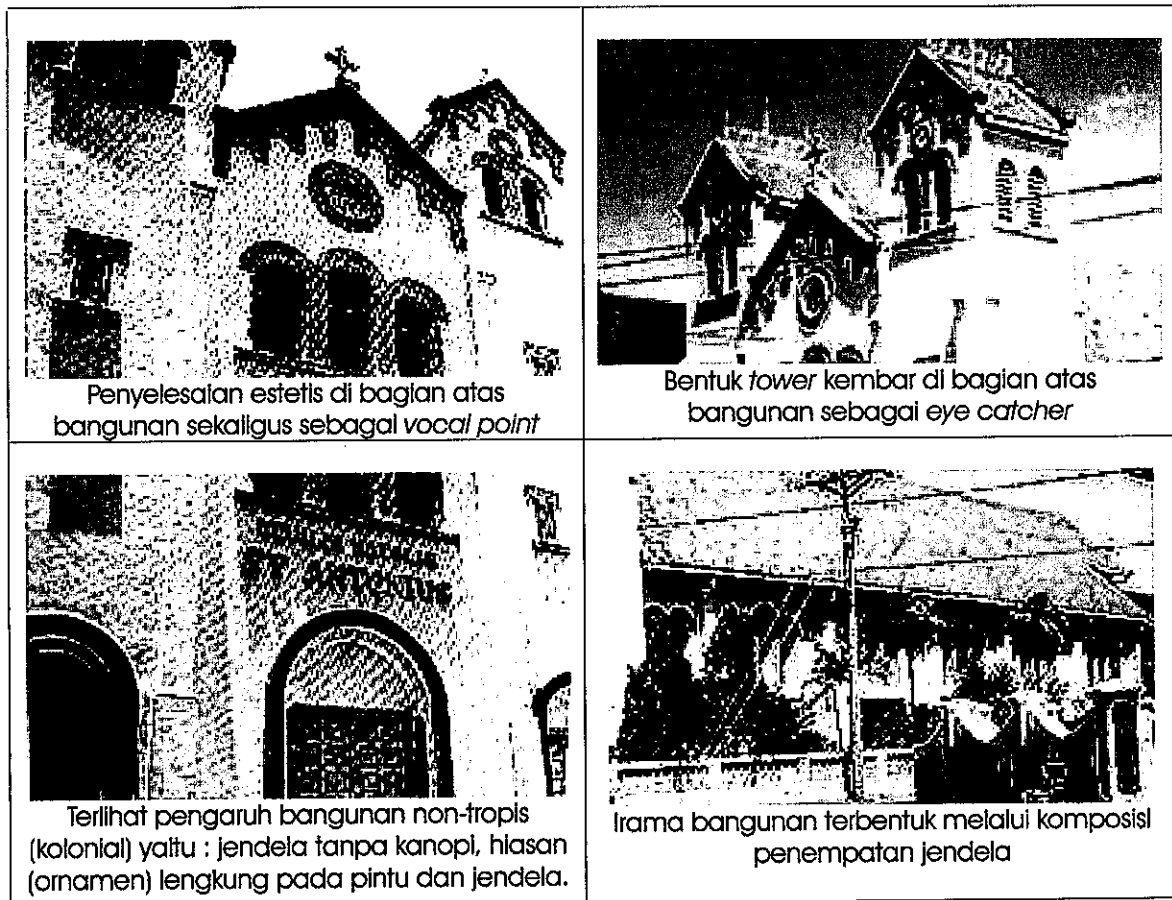 Penyelesaian estetis di bagian atas
bangunan sekaligus sebagai vocal point
Bentuk tower kembar di bagian atas
bangunan sebagai eye catcher
ANTONIUS
Terlihat pengaruh bangunan non-tropis
(kolonial) yaitu : jendela tanpa kanopi, hiasan
(ornamen) lengkung pada pintu dan jendela.
Irama bangunan terbentuk melalui komposisi
penempatan jendela